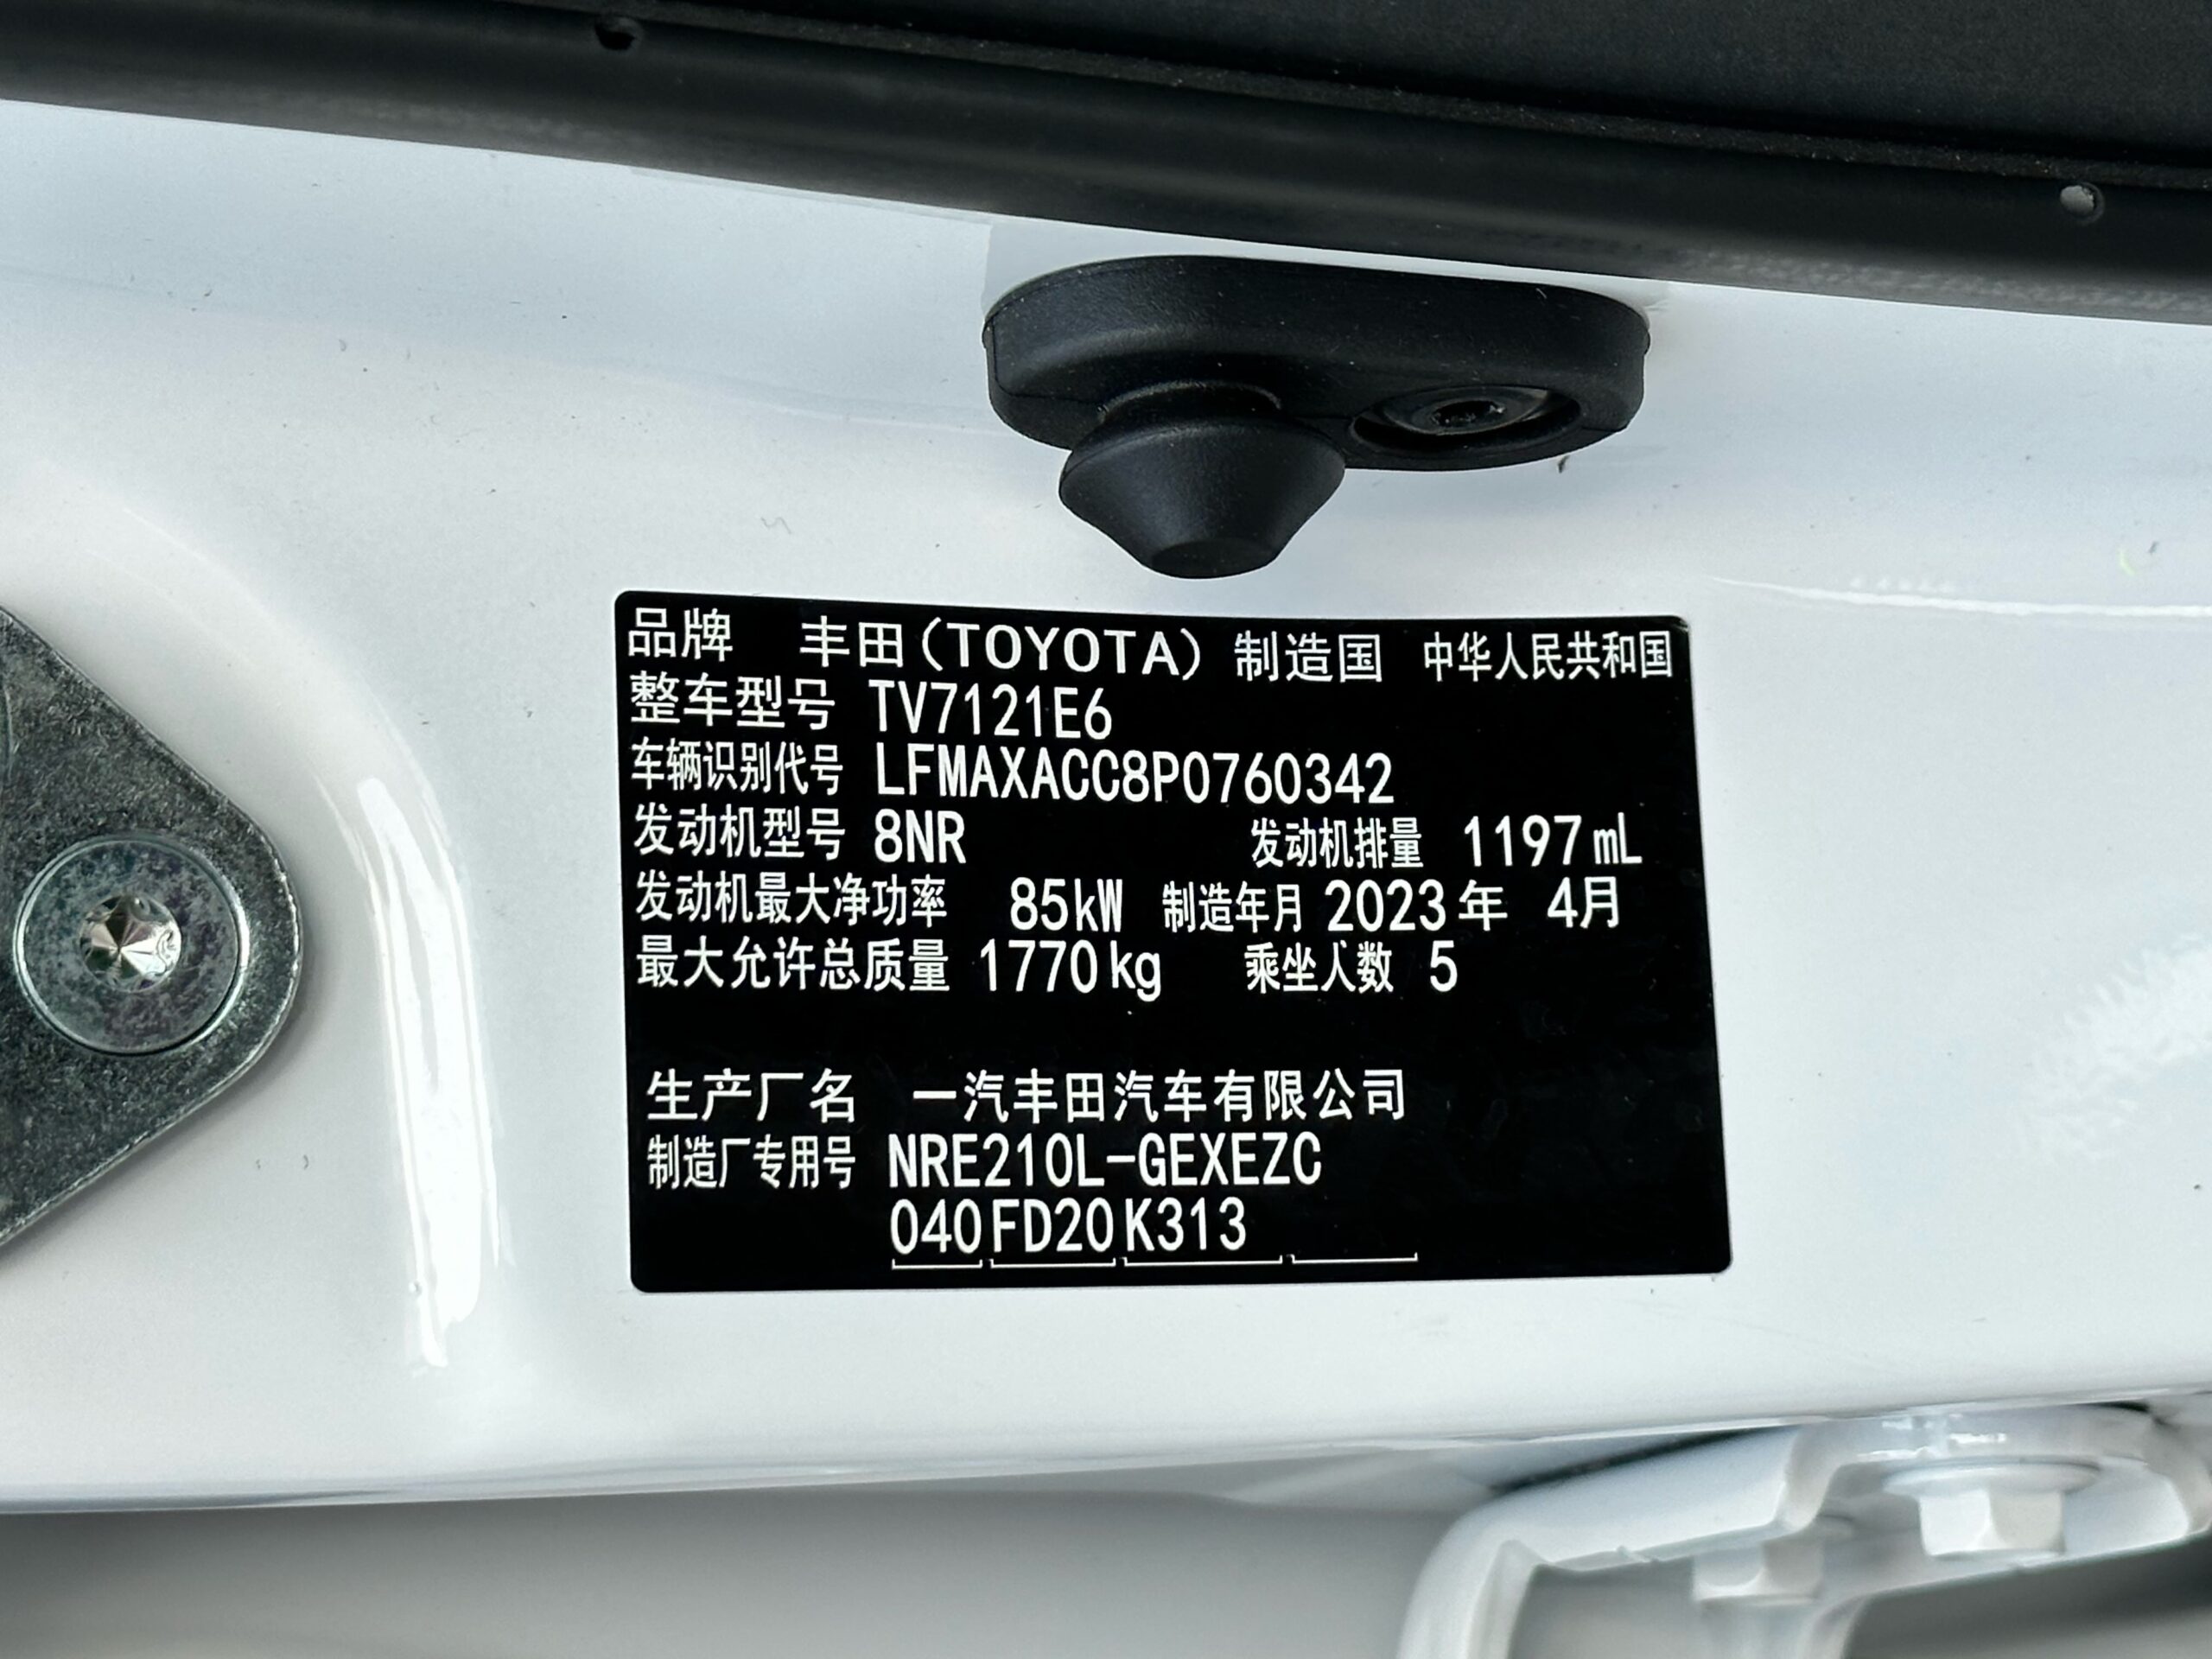 品牌 丰田(TOYOTA) 制造国 中华人民共和国
整车型号 TV7121E6
车辆识别代号 LFMAXACC8P0760342
发动机型号 8NR 发动机排量 1197mL
发动机最大净功率 85kW 制造年月 2023年 4月
最大允许总质量 1770kg 乘坐人数 5
生产厂名 一汽丰田汽车有限公司
制造厂专用号 NRE210L-GEXEZC
040 FD20 K313